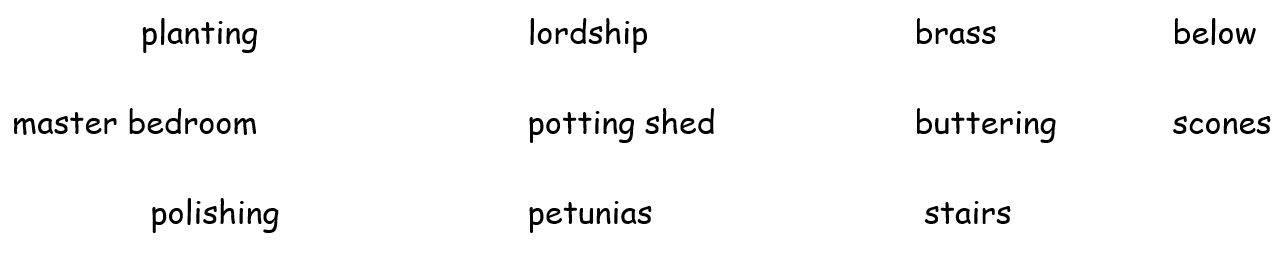 planting lordship brass below
master bedroom potting shed buttering scones
polishing petunias stairs